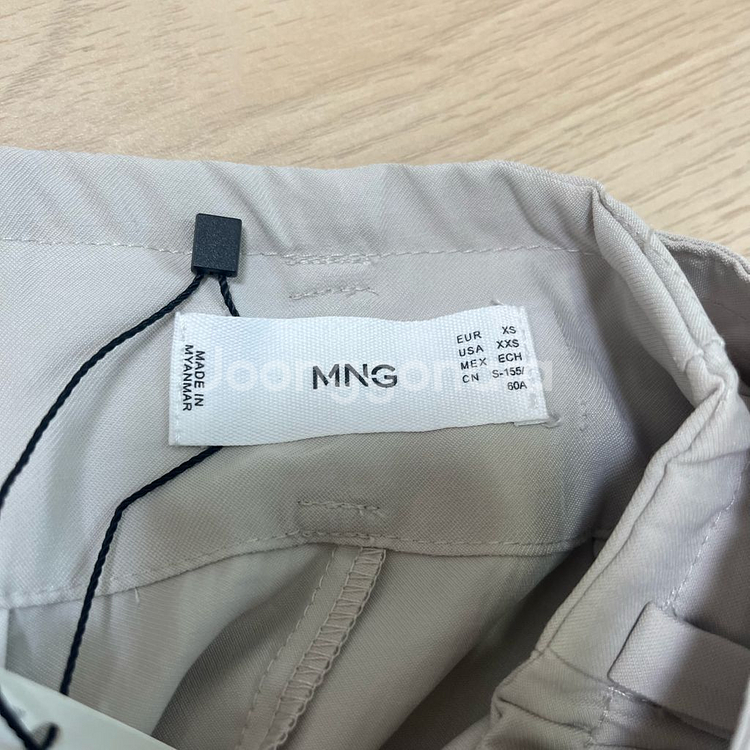 MADE IN
MYANMAR
MNG
EUR XS
USA XXS
MEX ECH
CN S-155/
60A